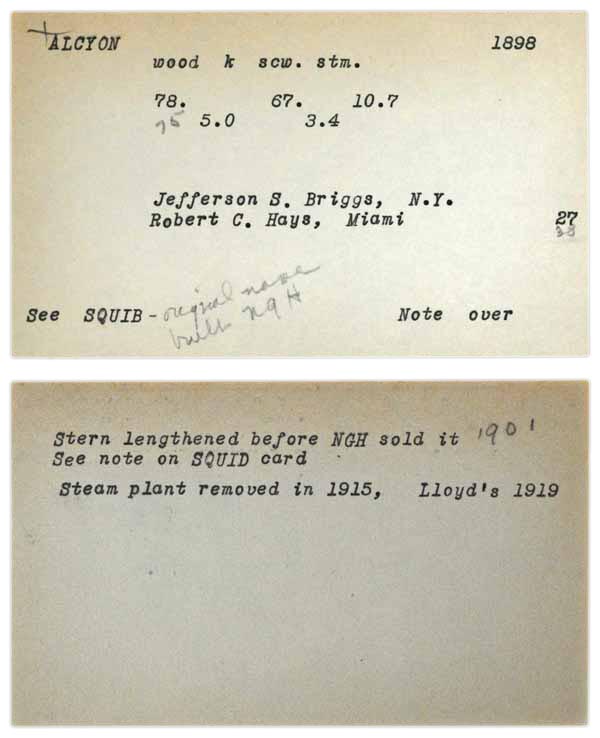 ALCYON 1898
wood k scw. stm.
78. 67. 10.7
75 5.0 3.4
Jefferson S. Briggs, N.Y.
Robert C. Hays, Miami 27
38
See SQUIB - original name Note over
built NGH
Stern lengthened before NGH sold it 1901
See note on SQUID card
Steam plant removed in 1915, Lloyd's 1919